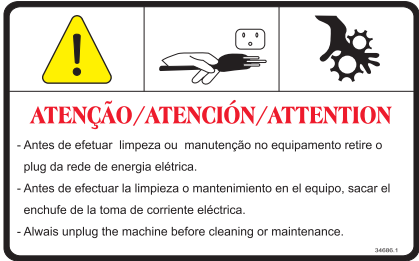 ATENÇÃO/ATENCIÓN/ATTENTION
- Antes de efetuar limpeza ou manutenção no equipamento retire o
plug da rede de energia elétrica.
- Antes de efectuar la limpieza o mantenimiento en el equipo, sacar el
enchufe de la toma de corriente eléctrica.
- Alwais unplug the machine before cleaning or maintenance.
34686.1